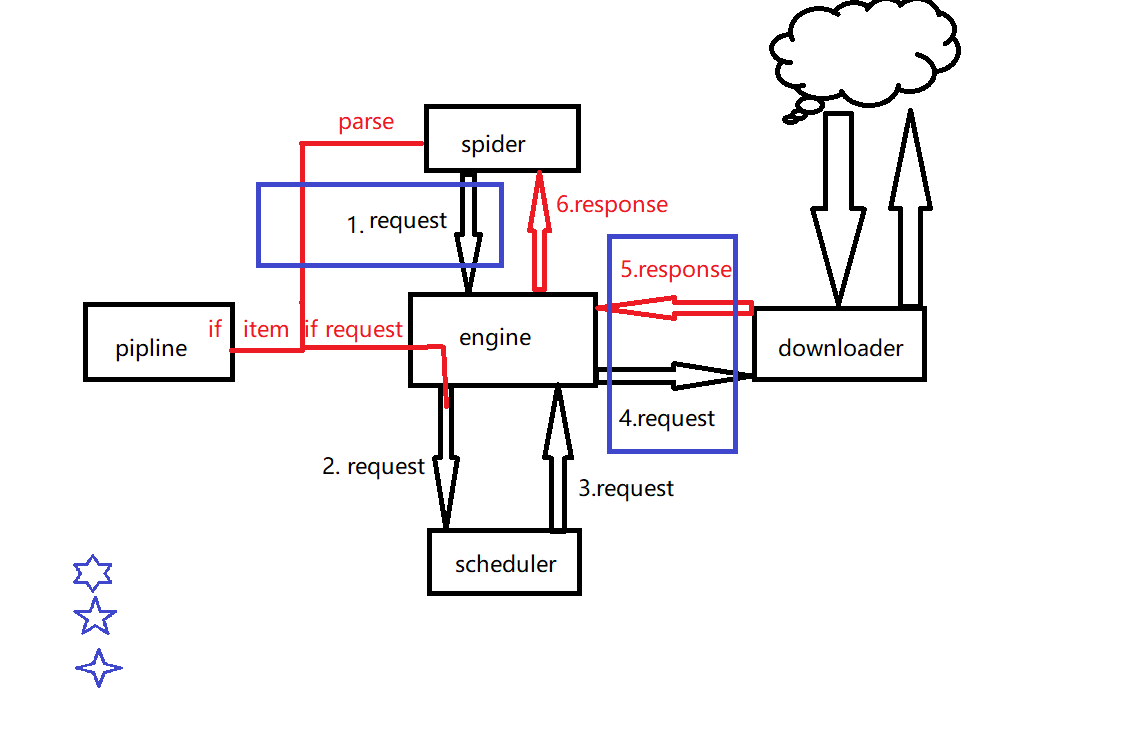 parse
spider
1. request
6.response
5.response
pipline
if item
if request
engine
downloader
4.request
2. request
3.request
scheduler